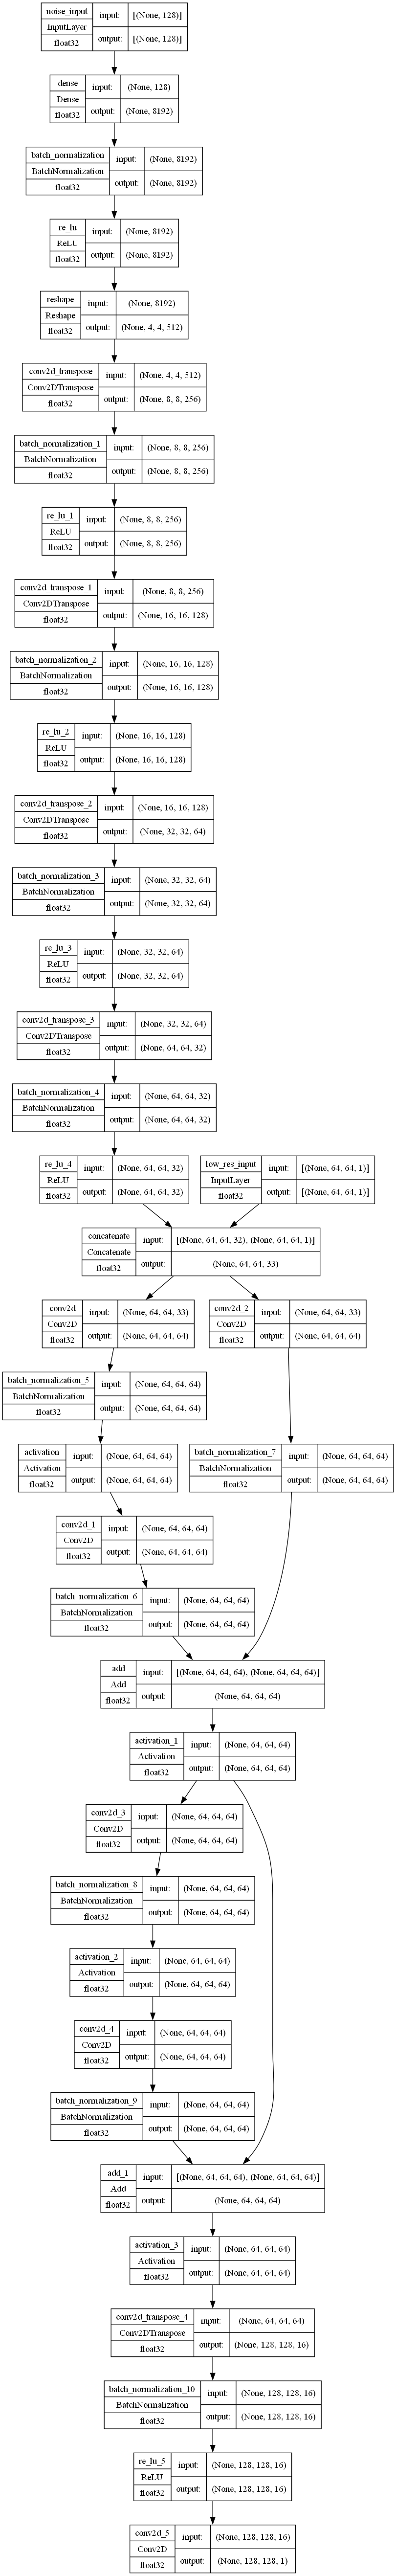 noise_input
InputLayer
float32
input:
[(None, 128)]
output:
[(None, 128)]
dense
Dense
float32
input:
(None, 128)
output:
(None, 8192)
batch_normalization
BatchNormalization
float32
input:
(None, 8192)
output:
(None, 8192)
re_lu
ReLU
float32
input:
(None, 8192)
output:
(None, 8192)
reshape
Reshape
float32
input:
(None, 8192)
output:
(None, 4, 4, 512)
conv2d_transpose
Conv2DTranspose
float32
input:
(None, 4, 4, 512)
output:
(None, 8, 8, 256)
batch_normalization_1
BatchNormalization
float32
input:
(None, 8, 8, 256)
output:
(None, 8, 8, 256)
re_lu_1
ReLU
float32
input:
(None, 8, 8, 256)
output:
(None, 8, 8, 256)
conv2d_transpose_1
Conv2DTranspose
float32
input:
(None, 8, 8, 256)
output:
(None, 16, 16, 128)
batch_normalization_2
BatchNormalization
float32
input:
(None, 16, 16, 128)
output:
(None, 16, 16, 128)
re_lu_2
ReLU
float32
input:
(None, 16, 16, 128)
output:
(None, 16, 16, 128)
conv2d_transpose_2
Conv2DTranspose
float32
input:
(None, 16, 16, 128)
output:
(None, 32, 32, 64)
batch_normalization_3
BatchNormalization
float32
input:
(None, 32, 32, 64)
output:
(None, 32, 32, 64)
re_lu_3
ReLU
float32
input:
(None, 32, 32, 64)
output:
(None, 32, 32, 64)
conv2d_transpose_3
Conv2DTranspose
float32
input:
(None, 32, 32, 64)
output:
(None, 64, 64, 32)
batch_normalization_4
BatchNormalization
float32
input:
(None, 64, 64, 32)
output:
(None, 64, 64, 32)
re_lu_4
ReLU
float32
input:
(None, 64, 64, 32)
output:
(None, 64, 64, 32)
low_res_input
InputLayer
float32
input:
[(None, 64, 64, 1)]
output:
[(None, 64, 64, 1)]
concatenate
Concatenate
float32
input:
[(None, 64, 64, 32), (None, 64, 64, 1)]
output:
(None, 64, 64, 33)
conv2d
Conv2D
float32
input:
(None, 64, 64, 33)
output:
(None, 64, 64, 64)
conv2d_2
Conv2D
float32
input:
(None, 64, 64, 33)
output:
(None, 64, 64, 64)
batch_normalization_5
BatchNormalization
float32
input:
(None, 64, 64, 64)
output:
(None, 64, 64, 64)
activation
Activation
float32
input:
(None, 64, 64, 64)
output:
(None, 64, 64, 64)
batch_normalization_7
BatchNormalization
float32
input:
(None, 64, 64, 64)
output:
(None, 64, 64, 64)
conv2d_1
Conv2D
float32
input:
(None, 64, 64, 64)
output:
(None, 64, 64, 64)
batch_normalization_6
BatchNormalization
float32
input:
(None, 64, 64, 64)
output:
(None, 64, 64, 64)
add
Add
float32
input:
[(None, 64, 64, 64), (None, 64, 64, 64)]
output:
(None, 64, 64, 64)
activation_1
Activation
float32
input:
(None, 64, 64, 64)
output:
(None, 64, 64, 64)
conv2d_3
Conv2D
float32
input:
(None, 64, 64, 64)
output:
(None, 64, 64, 64)
batch_normalization_8
BatchNormalization
float32
input:
(None, 64, 64, 64)
output:
(None, 64, 64, 64)
activation_2
Activation
float32
input:
(None, 64, 64, 64)
output:
(None, 64, 64, 64)
conv2d_4
Conv2D
float32
input:
(None, 64, 64, 64)
output:
(None, 64, 64, 64)
batch_normalization_9
BatchNormalization
float32
input:
(None, 64, 64, 64)
output:
(None, 64, 64, 64)
add_1
Add
float32
input:
[(None, 64, 64, 64), (None, 64, 64, 64)]
output:
(None, 64, 64, 64)
activation_3
Activation
float32
input:
(None, 64, 64, 64)
output:
(None, 64, 64, 64)
conv2d_transpose_4
Conv2DTranspose
float32
input:
(None, 64, 64, 64)
output:
(None, 128, 128, 16)
batch_normalization_10
BatchNormalization
float32
input:
(None, 128, 128, 16)
output:
(None, 128, 128, 16)
re_lu_5
ReLU
float32
input:
(None, 128, 128, 16)
output:
(None, 128, 128, 16)
conv2d_5
Conv2D
float32
input:
(None, 128, 128, 16)
output:
(None, 128, 128, 1)